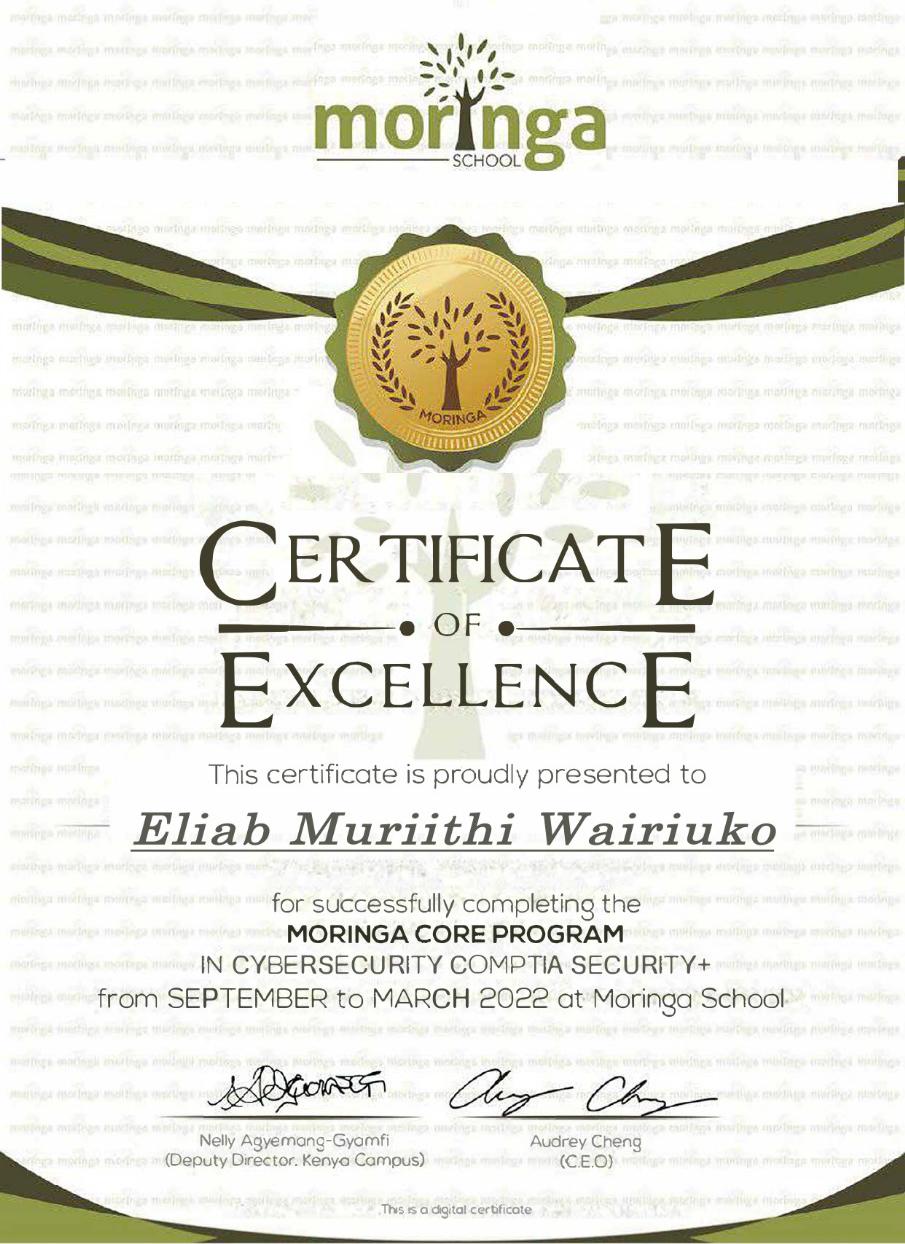 moringa
SCHOOL
MORINGA
CERTIFICATE
OF
EXCELLENCE
This certificate is proudly presented to
Eliab Muriithi Wairiuko
for successfully completing the
MORINGA CORE PROGRAM
IN CYBERSECURITY COMPTIA SECURITY+
from SEPTEMBER to MARCH 2022 at Moringa School
Nelly Agyemang-Gyamfi
(Deputy Director. Kenya Campus)
Audrey Cheng
(C.E.O)
This is a digital certificate